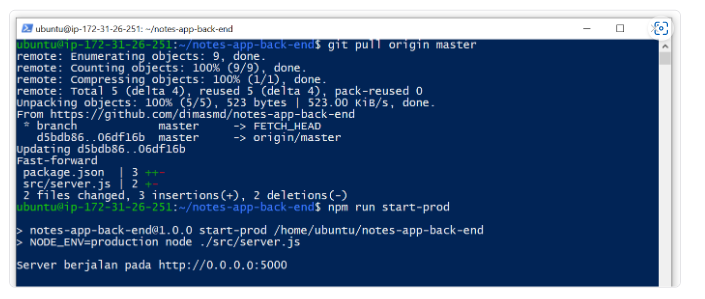 ubuntu@ip-172-31-26-251: ~/notes-app-back-end
ubuntu@ip-172-31-26-251:~/notes-app-back-end$ git pull origin master
remote: Enumerating objects: 9, done.
remote: Counting objects: 100% (9/9), done.
remote: Compressing objects: 100% (1/1), done.
remote: Total 5 (delta 4), reused 5 (delta 4), pack-reused 0
Unpacking objects: 100% (5/5), 523 bytes | 523.00 KiB/s, done.
From https://github.com/dimasmd/notes-app-back-end
 * branch            master     -> FETCH_HEAD
   d5bdb86..06df16b  master     -> origin/master
Updating d5bdb86..06df16b
Fast-forward
 package.json  | 3 ++-
 src/server.js | 2 +-
 2 files changed, 3 insertions(+), 2 deletions(-)
ubuntu@ip-172-31-26-251:~/notes-app-back-end$ npm run start-prod
> notes-app-back-end@1.0.0 start-prod /home/ubuntu/notes-app-back-end
> NODE_ENV=production node ./src/server.js
Server berjalan pada http://0.0.0.0:5000